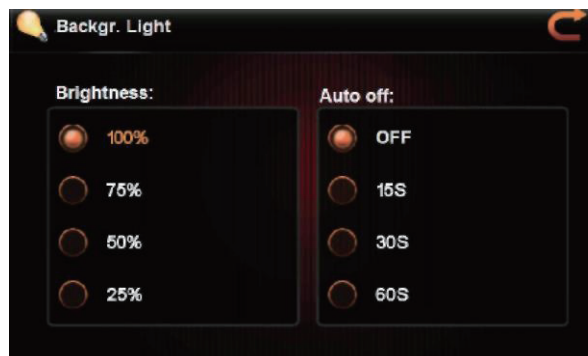 Backgr. Light
Brightness:
100%
75%
50%
25%
Auto off:
OFF
15S
30S
60S